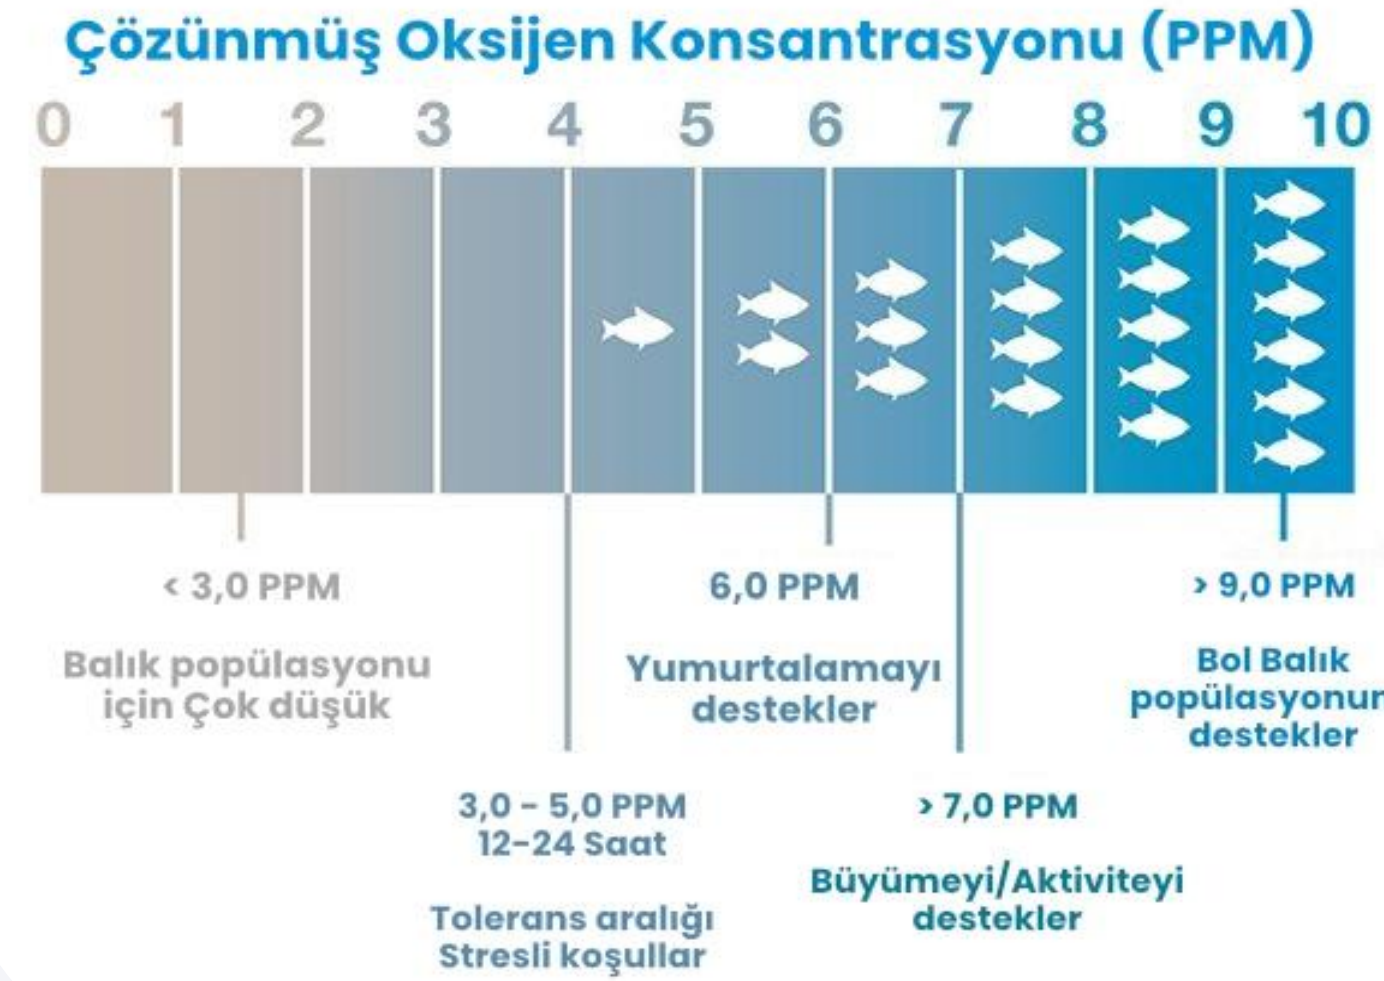 Çözünmüş Oksijen Konsantrasyonu (PPM)
0 1 2 3 4 5 6 7 8 9 10
< 3,0 PPM
Balık popülasyonu
için Çok düşük
3,0 - 5,0 PPM
12-24 Saat
Tolerans aralığı
Stresli koşullar
6,0 PPM
Yumurtalamayı
destekler
> 7,0 PPM
Büyümeyi/Aktiviteyi
destekler
> 9,0 PPM
Bol Balık
destekler